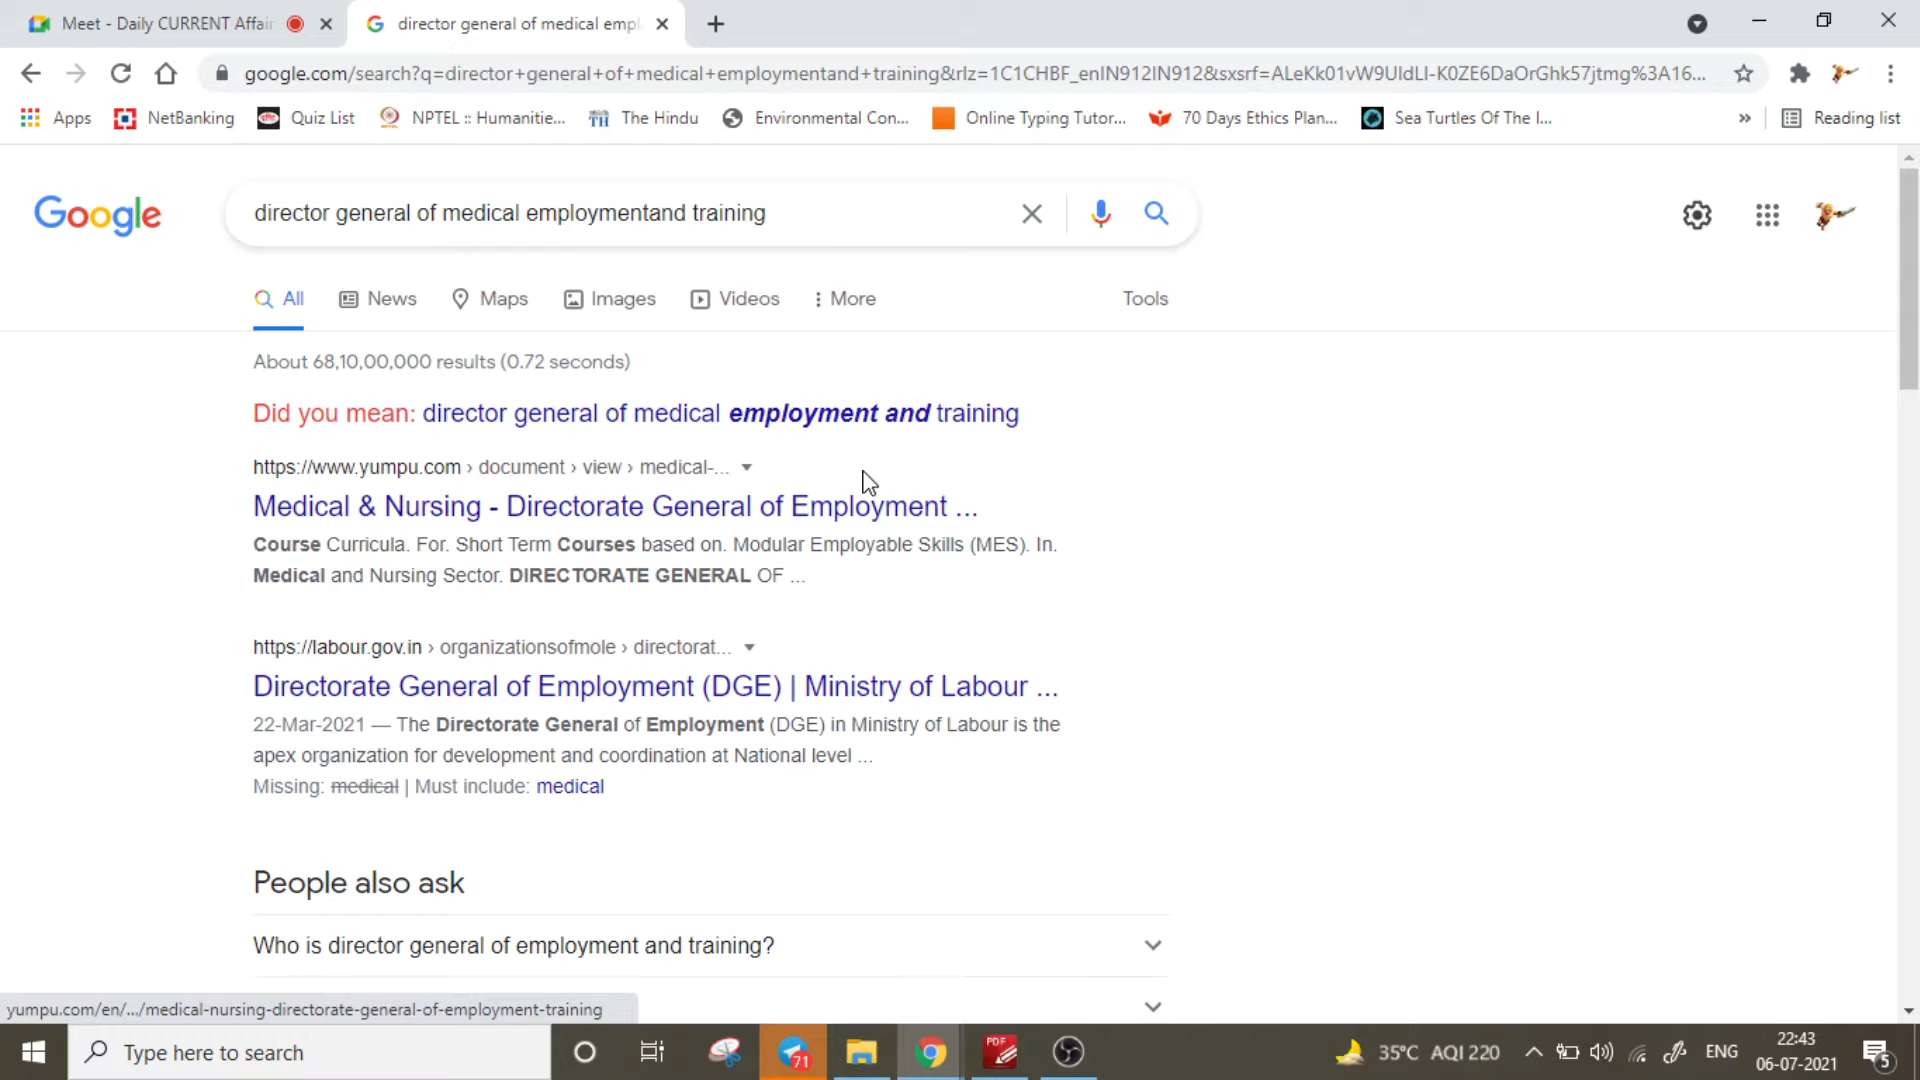 Meet - Daily CURRENT Affair
director general of medical empl
google.com/search?q=director+general+of+medical+employmentand+training&rlz=1C1CHBF_enIN912IN912&sxsrf=ALeKk01vW9UIdLI-K0ZE6DaOrGhk57jtmg%3A16...
Apps NetBanking Quiz List NPTEL :: Humanitie... The Hindu Environmental Con... Online Typing Tutor... 70 Days Ethics Plan... Sea Turtles Of The I... » Reading list
Google director general of medical employmentand training
All News Maps Images Videos More Tools
About 68,10,00,000 results (0.72 seconds)
Did you mean: director general of medical employment and training
https://www.yumpu.com › document › view › medical-...
Medical & Nursing - Directorate General of Employment ...
Course Curricula. For. Short Term Courses based on. Modular Employable Skills (MES). In.
Medical and Nursing Sector. DIRECTORATE GENERAL OF ...
https://labour.gov.in › organizationsofmole › directorat...
Directorate General of Employment (DGE) | Ministry of Labour ...
22-Mar-2021 — The Directorate General of Employment (DGE) in Ministry of Labour is the
apex organization for development and coordination at National level ...
Missing: medical | Must include: medical
People also ask
Who is director general of employment and training?
yumpu.com/en/.../medical-nursing-directorate-general-of-employment-training
Type here to search 71 PDF 35°C AQI 220 ENG 22:43
06-07-2021 5